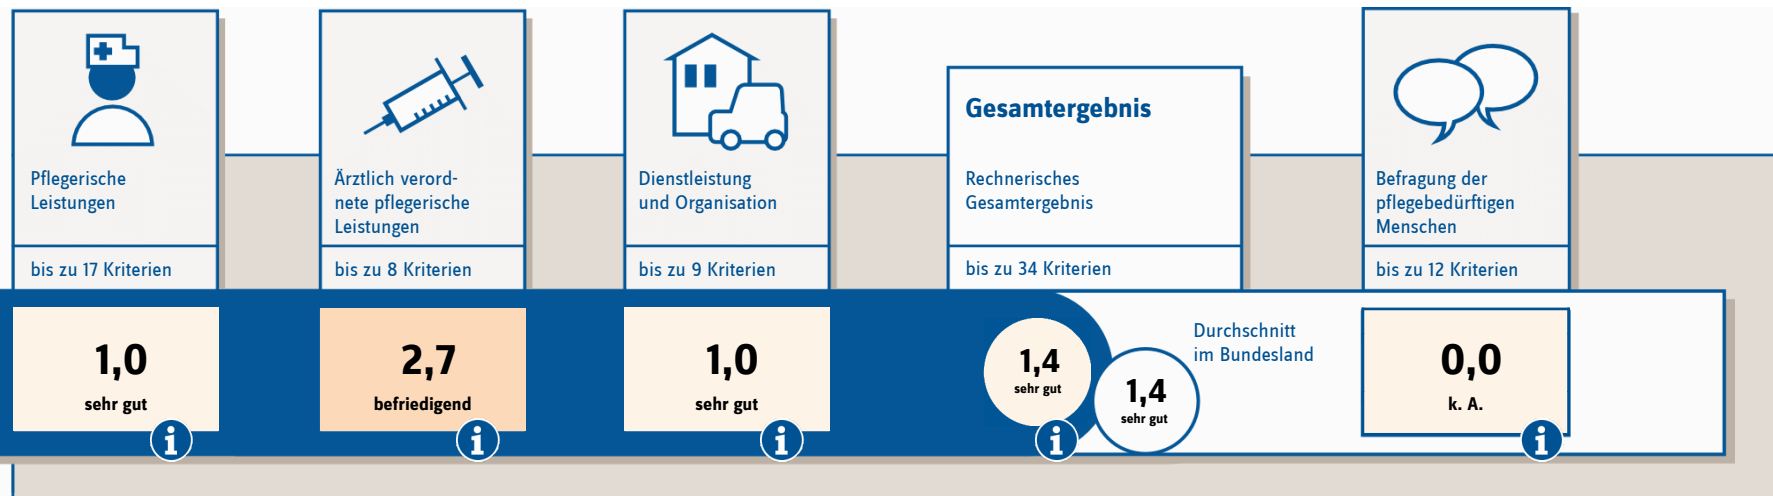 Pflegerische
Leistungen
bis zu 17 Kriterien
1,0
sehr gut
Ärztlich verord-
nete pflegerische
Leistungen
bis zu 8 Kriterien
2,7
befriedigend
Dienstleistung
und Organisation
bis zu 9 Kriterien
1,0
sehr gut
Gesamtergebnis
Rechnerisches
Gesamtergebnis
bis zu 34 Kriterien
1,4
sehr gut
Durchschnitt
im Bundesland
1,4
sehr gut
Befragung der
pflegebedürftigen
Menschen
bis zu 12 Kriterien
0,0
k. A.